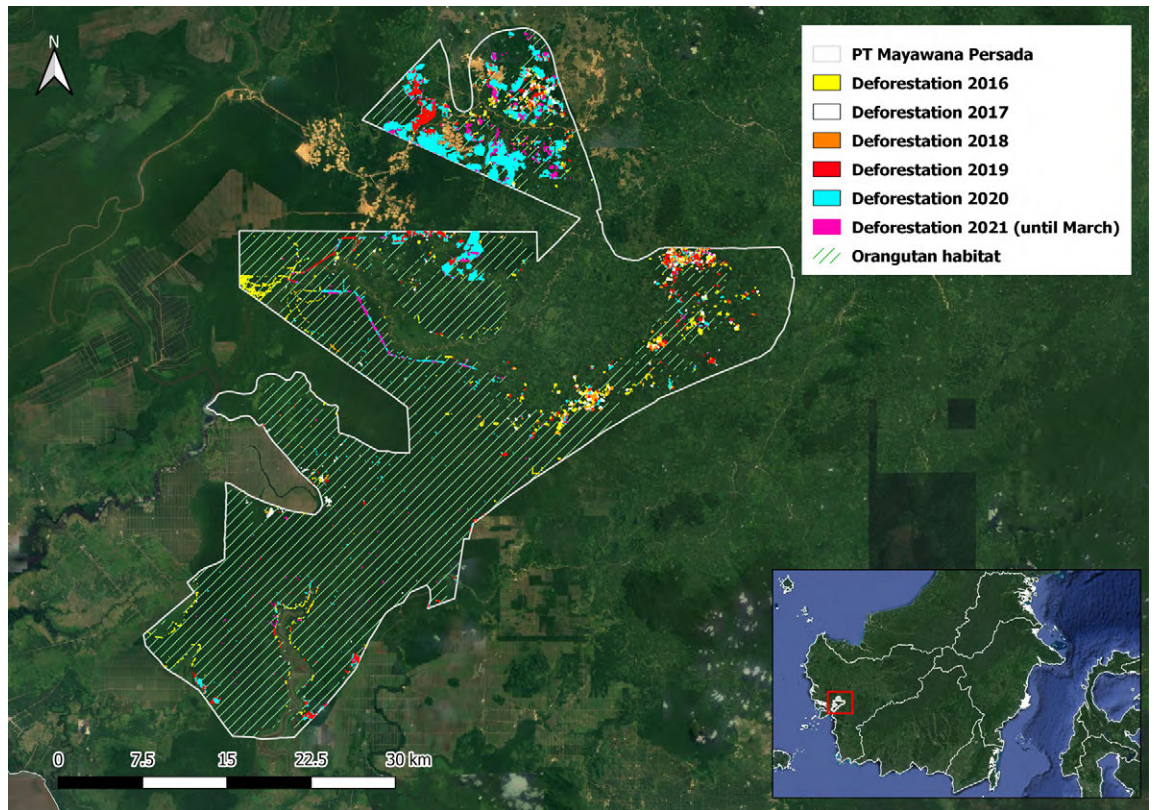 N
PT Mayawana Persada
Deforestation 2016
Deforestation 2017
Deforestation 2018
Deforestation 2019
Deforestation 2020
Deforestation 2021 (until March)
Orangutan habitat
0 7.5 15 22.5 30 km